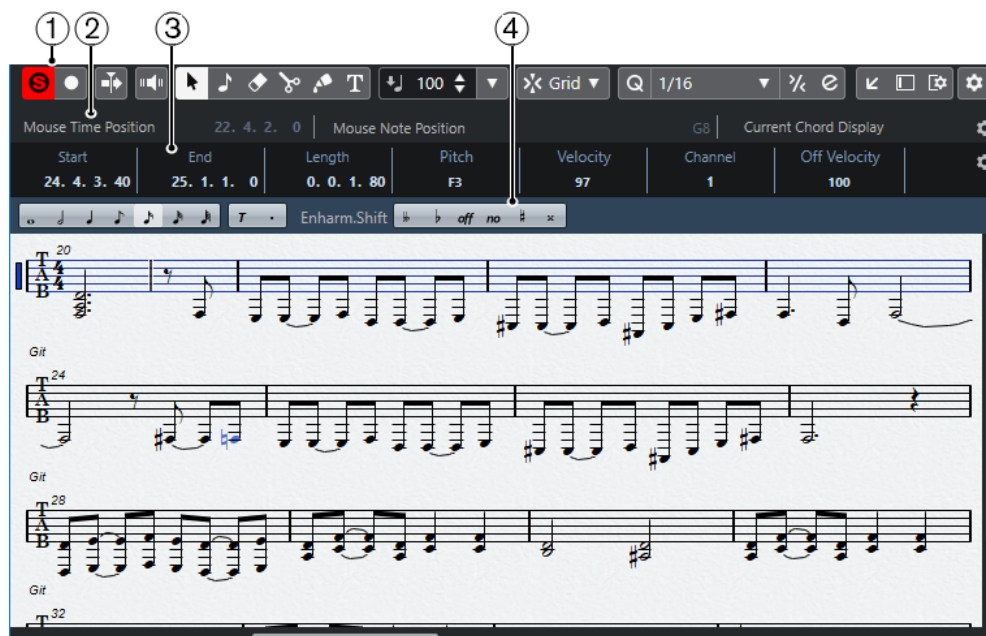 1 2 3 4
S T 100 Grid Q 1/16 e
Mouse Time Position 22. 4. 2. 0 Mouse Note Position G8 Current Chord Display
Start End Length Pitch Velocity Channel Off Velocity
24. 4. 3. 40 25. 1. 1. 0 0. 0. 1. 80 F3 97 1 100
T . Enharm.Shift off no
20
T A B 4 4
Git
24
T A B
Git
28
T A B
Git
32
T